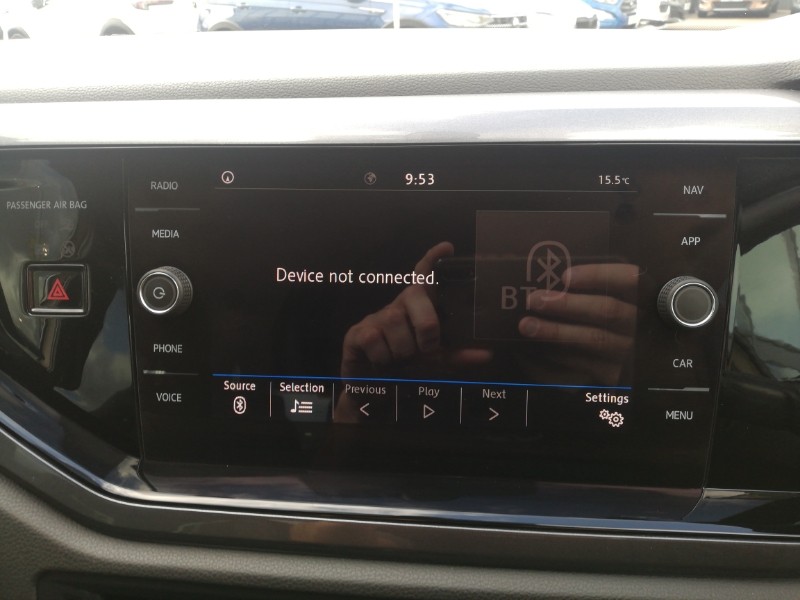 9:53
15.5°C
RADIO
NAV
PASSENGER AIR BAG
MEDIA
APP
Device not connected.
BT
PHONE
CAR
Source
Selection
Previous
Play
Next
Settings
VOICE
MENU